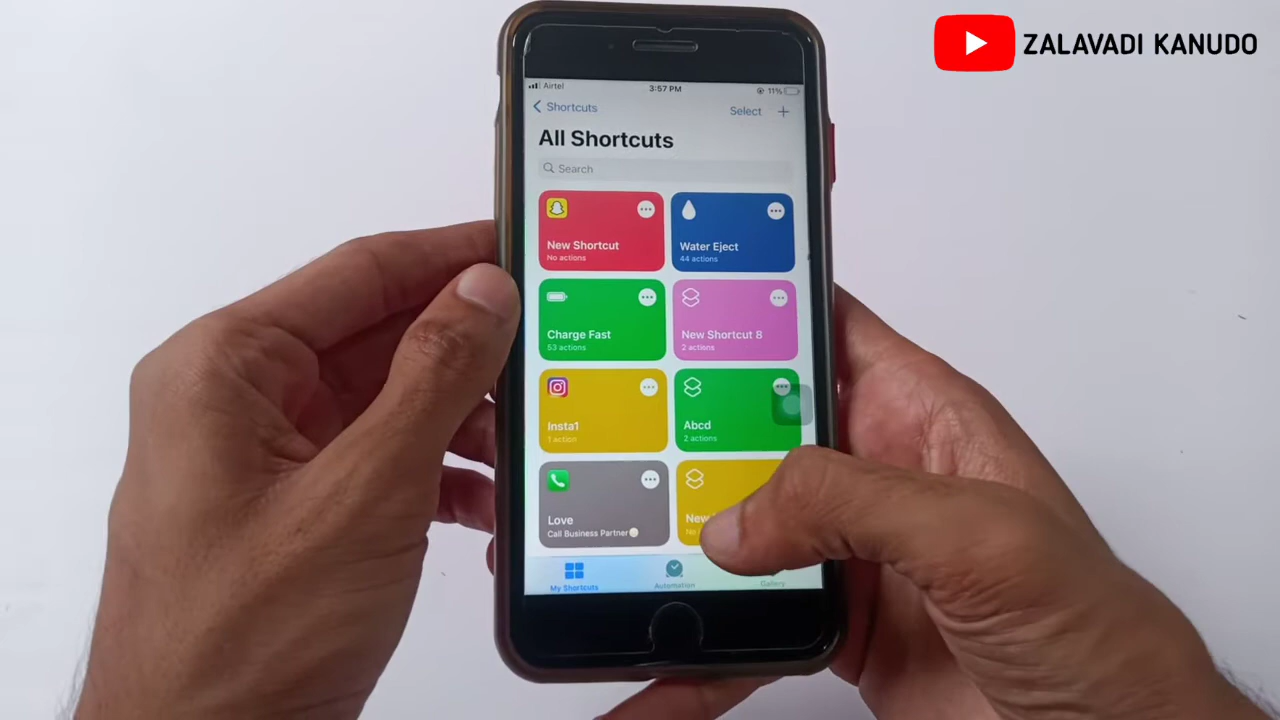 ZALAVADI KANUDO
Airtel
3:57 PM
11%
Shortcuts
Select
All Shortcuts
Search
New Shortcut
No actions
Water Eject
44 actions
Charge Fast
53 actions
New Shortcut 8
2 actions
Insta1
1 action
Abcd
2 actions
Love
Call Business Partner
New
No
My Shortcuts
Automation
Gallery